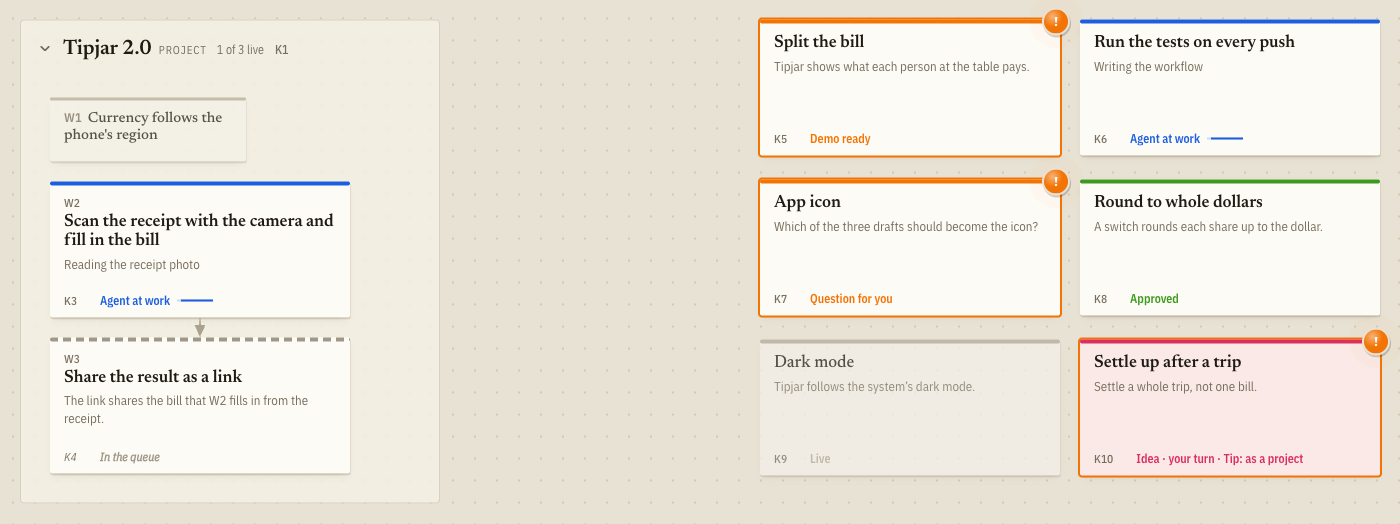 Tipjar 2.0 PROJECT 1 of 3 live K1
W1 Currency follows the
phone's region
W2
Scan the receipt with the camera and
fill in the bill
Reading the receipt photo
K3 Agent at work
W3
Share the result as a link
The link shares the bill that W2 fills in from the
receipt.
K4 In the queue
!
Split the bill
Tipjar shows what each person at the table pays.
K5 Demo ready
Run the tests on every push
Writing the workflow
K6 Agent at work
!
App icon
Which of the three drafts should become the icon?
K7 Question for you
Round to whole dollars
A switch rounds each share up to the dollar.
K8 Approved
Dark mode
Tipjar follows the system's dark mode.
K9 Live
!
Settle up after a trip
Settle a whole trip, not one bill.
K10 Idea · your turn · Tip: as a project